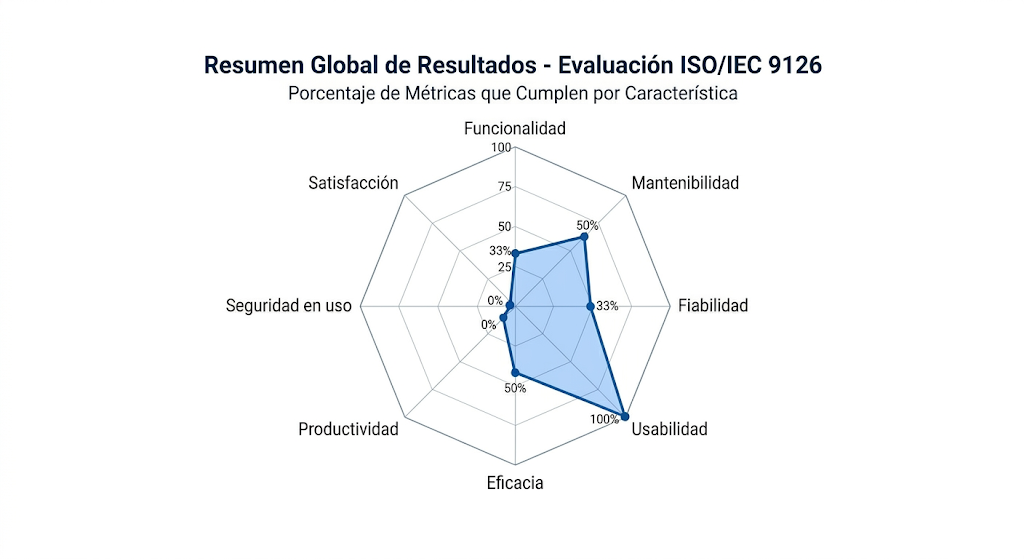 Resumen Global de Resultados - Evaluación ISO/IEC 9126
Porcentaje de Métricas que Cumplen por Característica
Funcionalidad
100
Satisfacción
Mantenibilidad
75
50
50%
33%
25
Seguridad en uso
0%
33%
Fiabilidad
0%
50%
100%
Productividad
Usabilidad
Eficacia